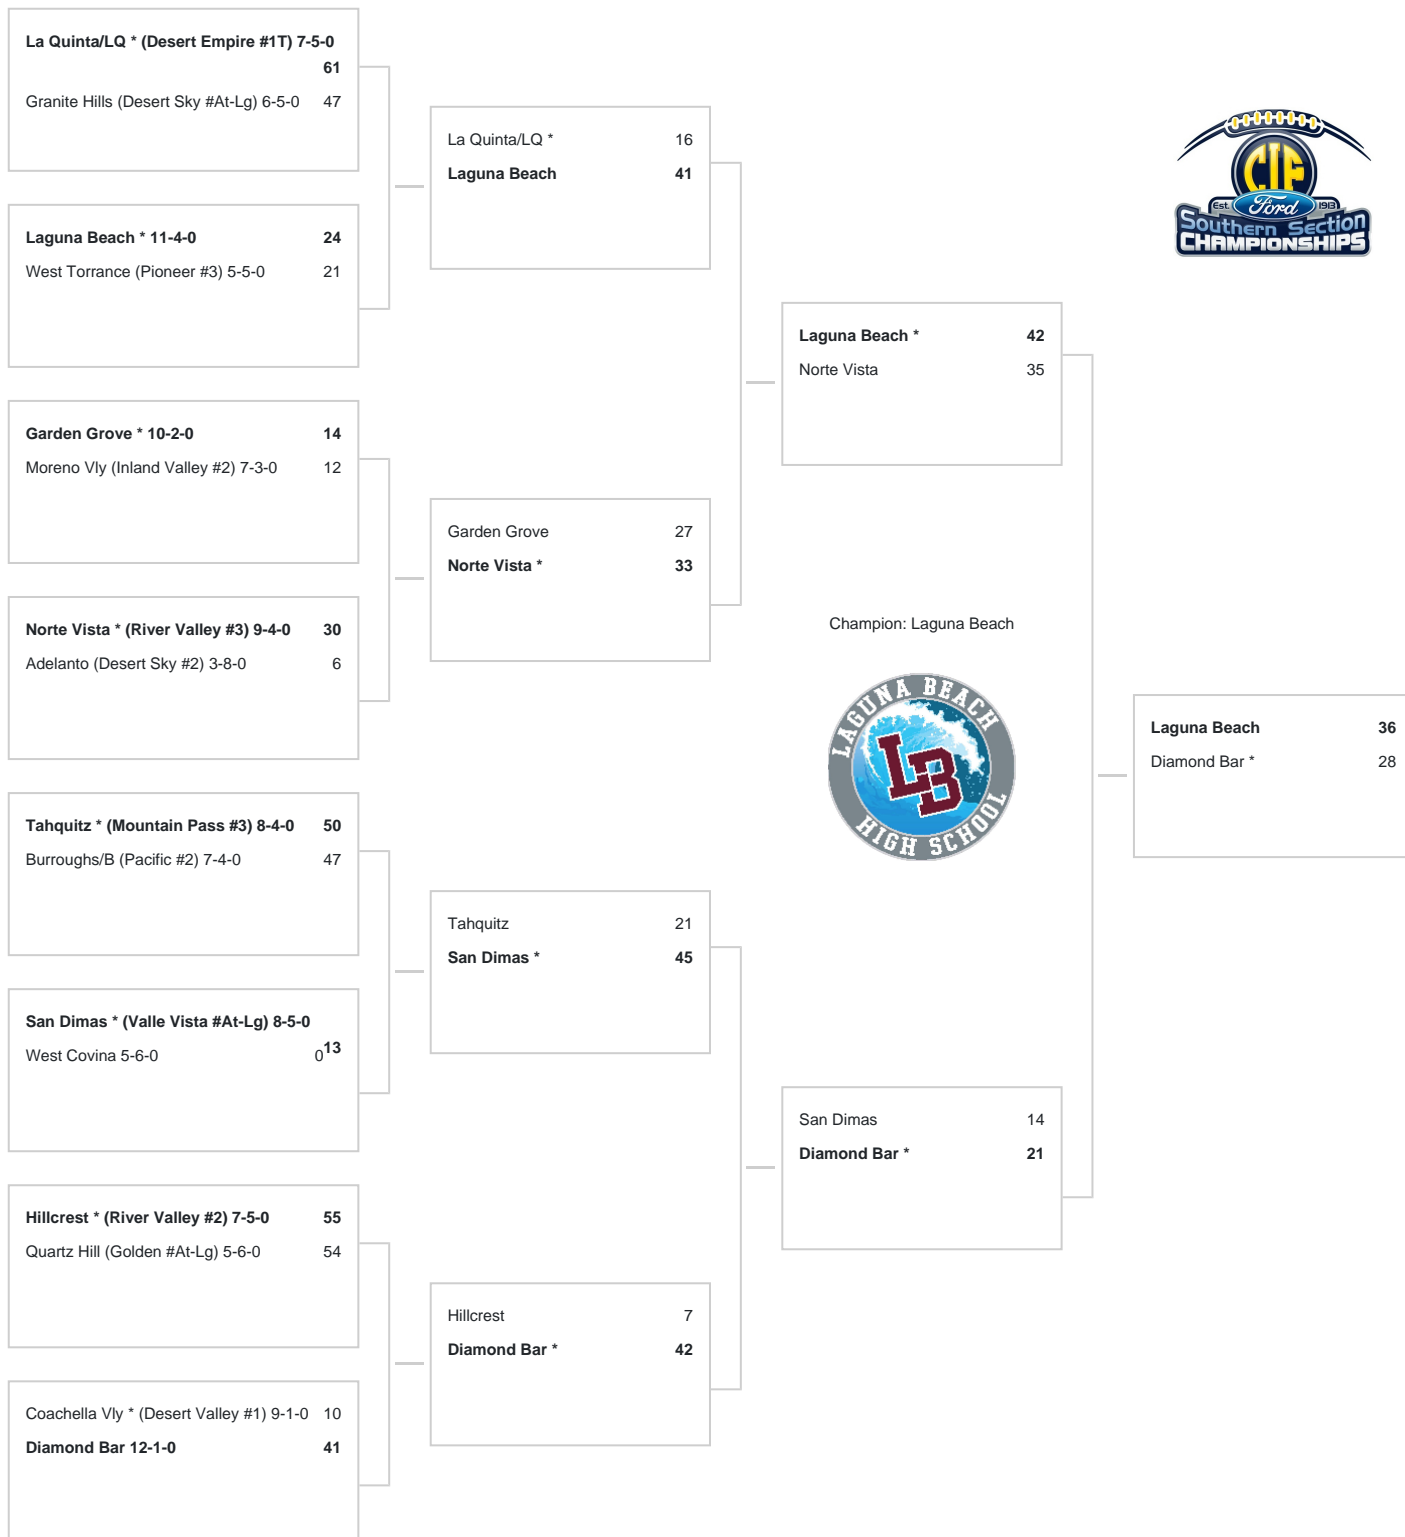 La Quinta/LQ * (Desert Empire #1T) 7-5-0
61
Granite Hills (Desert Sky #At-Lg) 6-5-0 47
Laguna Beach * 11-4-0 24
West Torrance (Pioneer #3) 5-5-0 21
Garden Grove * 10-2-0 14
Moreno Vly (Inland Valley #2) 7-3-0 12
Norte Vista * (River Valley #3) 9-4-0 30
Adelanto (Desert Sky #2) 3-8-0 6
Tahquitz * (Mountain Pass #3) 8-4-0 50
Burroughs/B (Pacific #2) 7-4-0 47
San Dimas * (Valle Vista #At-Lg) 8-5-0
13
West Covina 5-6-0 0
Hillcrest * (River Valley #2) 7-5-0 55
Quartz Hill (Golden #At-Lg) 5-6-0 54
Coachella Vly * (Desert Valley #1) 9-1-0 10
Diamond Bar 12-1-0 41
La Quinta/LQ * 16
Laguna Beach 41
Garden Grove 27
Norte Vista * 33
Tahquitz 21
San Dimas * 45
Hillcrest 7
Diamond Bar * 42
Laguna Beach * 42
Norte Vista 35
San Dimas 14
Diamond Bar * 21
Champion: Laguna Beach
LAGUNA BEACH
LB
HIGH SCHOOL
Laguna Beach 36
Diamond Bar * 28
CIF
Est. Ford 1913
Southern Section
CHAMPIONSHIPS